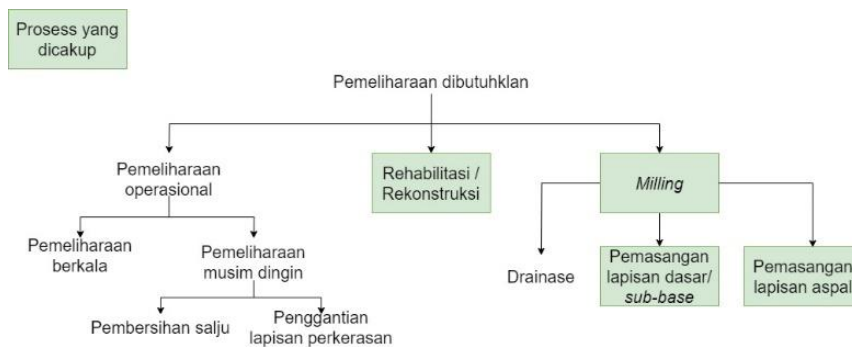 Prosess yang
dicakup
Pemeliharaan dibutuhklan
Pemeliharaan
operasional
Rehabilitasi /
Rekonstruksi
Milling
Pemeliharaan
berkala
Pemeliharaan
musim dingin
Drainase
Pemasangan
lapisan dasar/
sub-base
Pemasangan
lapisan aspal
Pembersihan salju
Penggantian
lapisan perkerasan